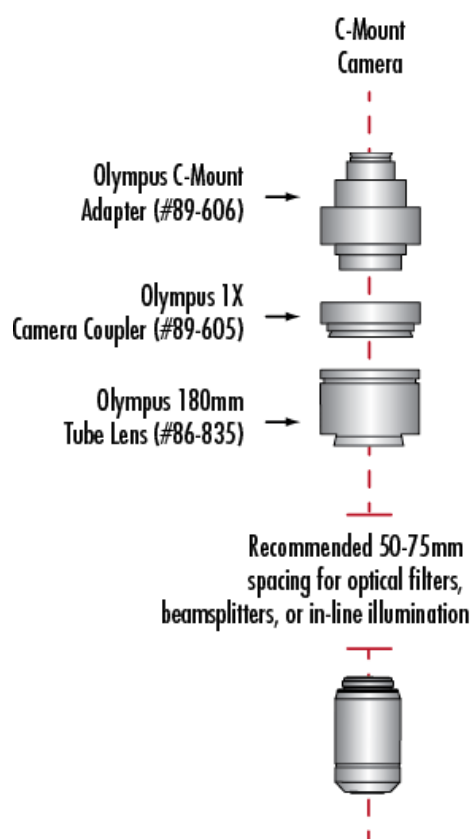 C-Mount
Camera
Olympus C-Mount
Adapter (#89-606)
Olympus 1X
Camera Coupler (#89-605)
Olympus 180mm
Tube Lens (#86-835)
Recommended 50-75mm
spacing for optical filters,
beamsplitters, or in-line illumination